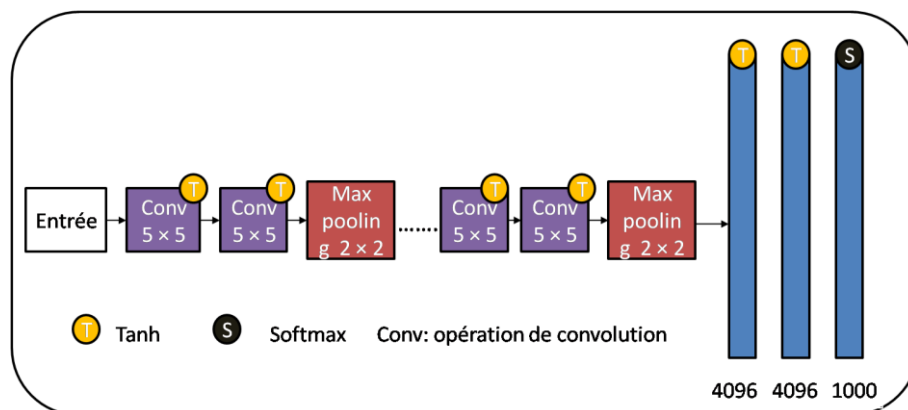 T T S
Entrée
T
Conv
5 × 5
T
Conv
5 × 5
Max
poolin
g 2 × 2
........
T
Conv
5 × 5
T
Conv
5 × 5
Max
poolin
g 2 × 2
T Tanh S Softmax Conv: opération de convolution
4096 4096 1000